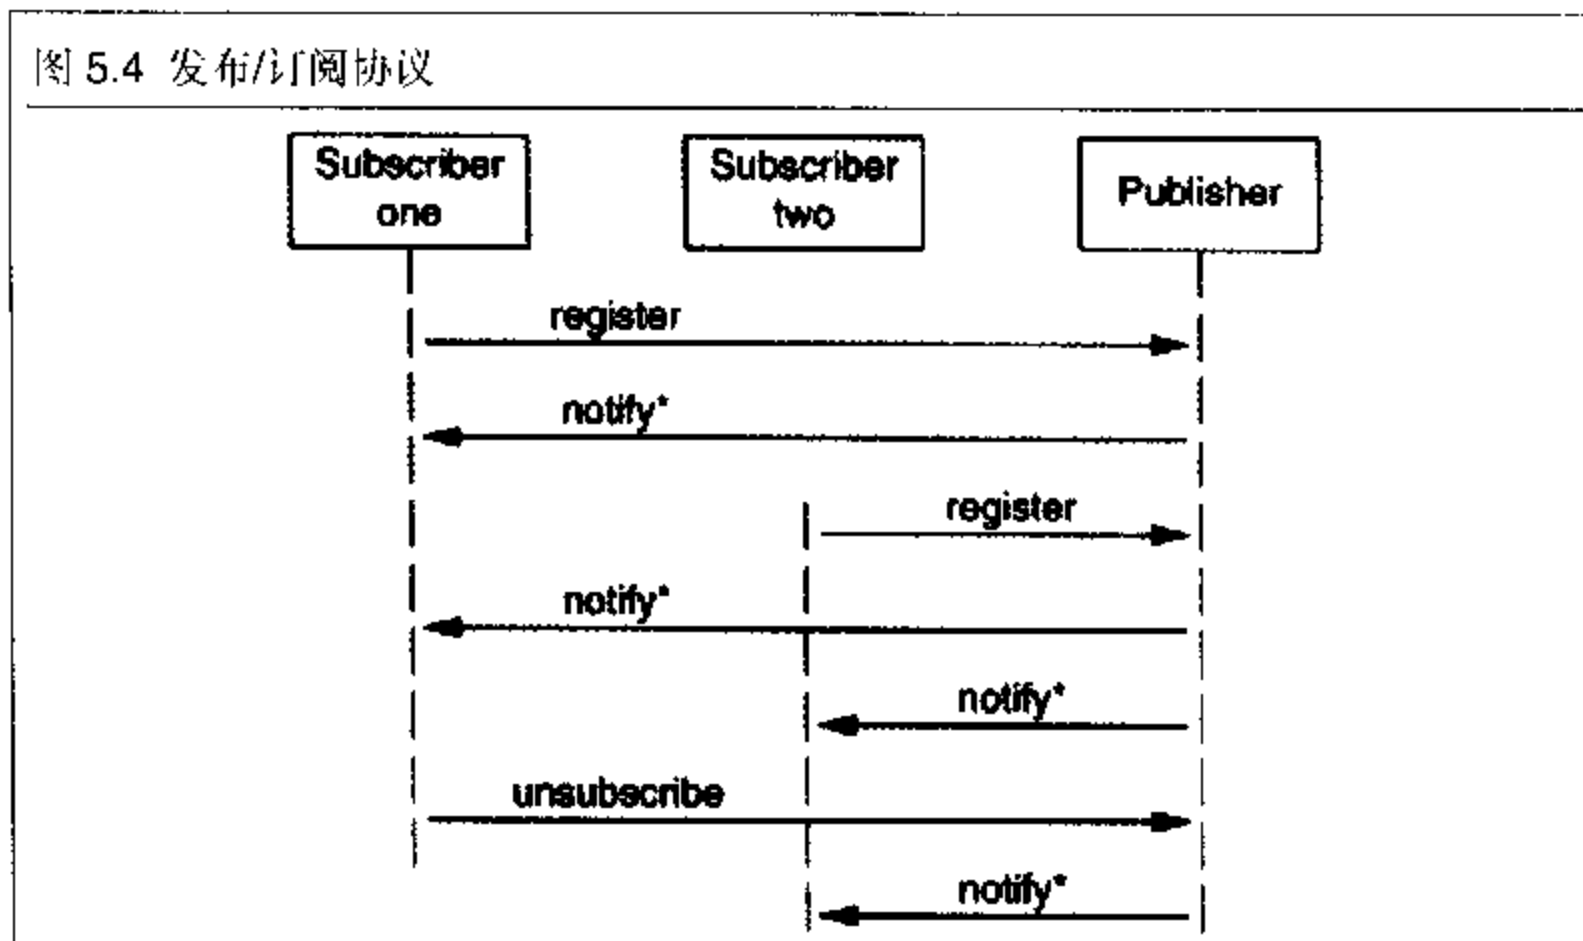 图 5.4 发布/订阅协议
Subscriber
one
Subscriber
two
Publisher
register
notify*
register
notify*
notify*
unsubscribe
notify*